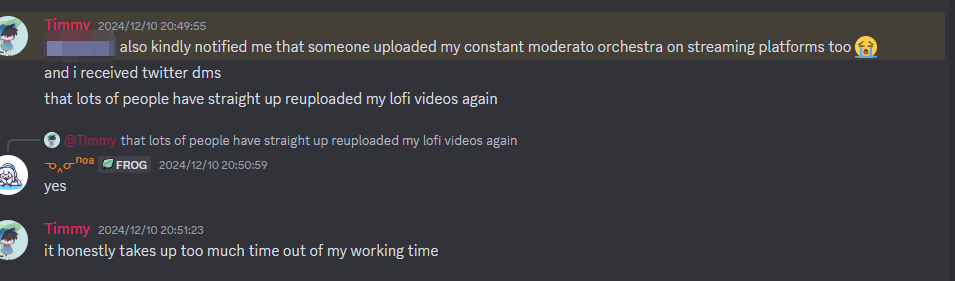 Timmy 2024/12/10 20:49:55
also kindly notified me that someone uploaded my constant moderato orchestra on streaming platforms too 😭
and i received twitter dms
that lots of people have straight up reuploaded my lofi videos again
@Timmy that lots of people have straight up reuploaded my lofi videos again
noa FROG 2024/12/10 20:50:59
yes
Timmy 2024/12/10 20:51:23
it honestly takes up too much time out of my working time